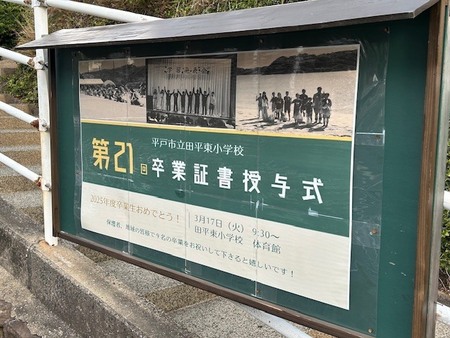 平戸市立田平東小学校
第21回 卒業証書授与式
2025年度卒業生おめでとう！
3月17日（火） 9:30～
田平東小学校 体育館
保護者、地域の皆様で今名の卒業をお祝いして下さると嬉しいです！